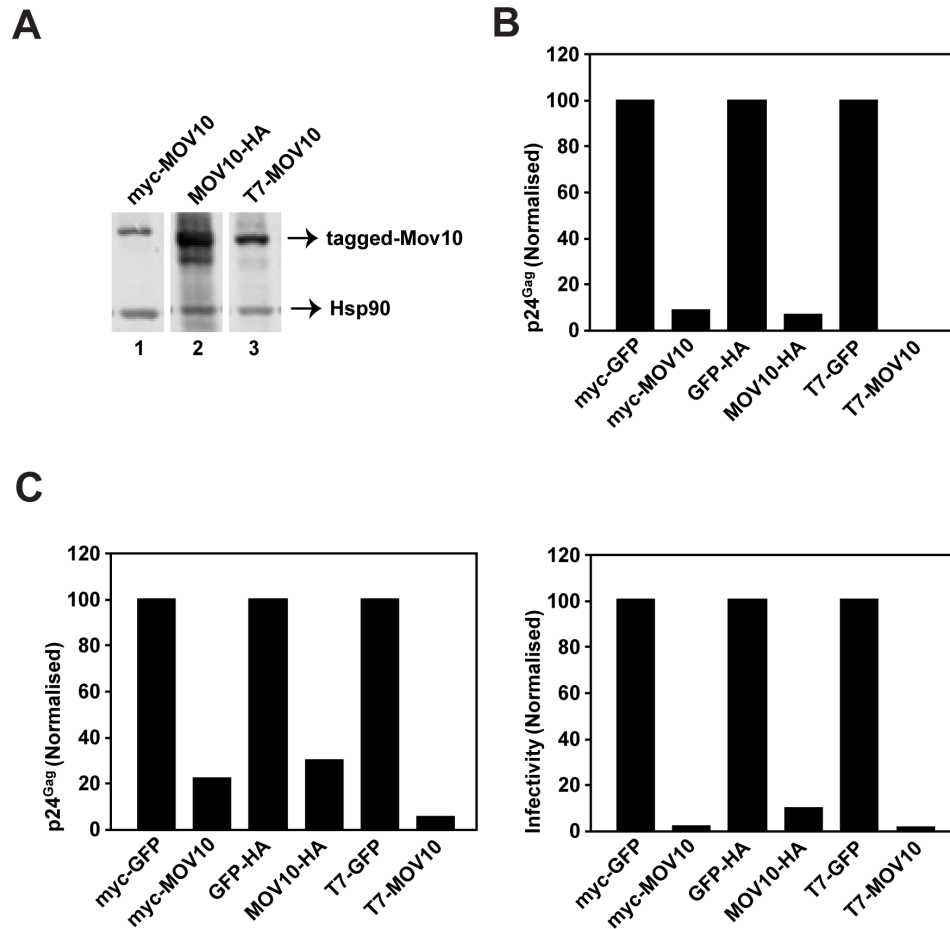 A
myc-MOV10
MOV10-HA
T7-MOV10
tagged-Mov10
Hsp90
1 2 3
B
p24Gag (Normalised)
120
100
80
60
40
20
0
myc-GFP
myc-MOV10
GFP-HA
MOV10-HA
T7-GFP
T7-MOV10
C
p24Gag (Normalised)
120
100
80
60
40
20
0
myc-GFP
myc-MOV10
GFP-HA
MOV10-HA
T7-GFP
T7-MOV10
Infectivity (Normalised)
120
100
80
60
40
20
0
myc-GFP
myc-MOV10
GFP-HA
MOV10-HA
T7-GFP
T7-MOV10